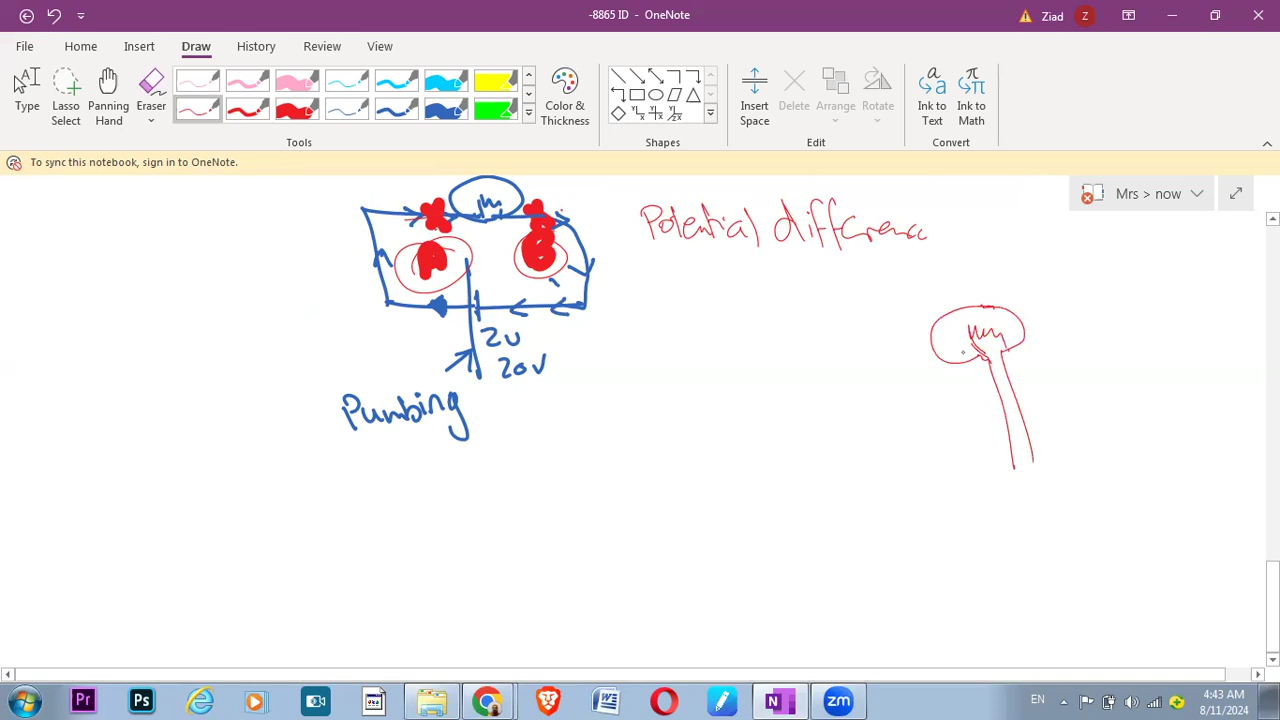 -8865 ID - OneNote
Ziad
Z
File Home Insert Draw History Review View
Type
Lasso Select
Panning Hand
Eraser
Color & Thickness
Insert Space
Delete
Arrange
Rotate
Ink to Text
Ink to Math
Tools
Shapes
Edit
Convert
To sync this notebook, sign in to OneNote.
Mrs > now
Potential difference
A
B
2v
20v
Pumbing
EN
4:43 AM
8/11/2024